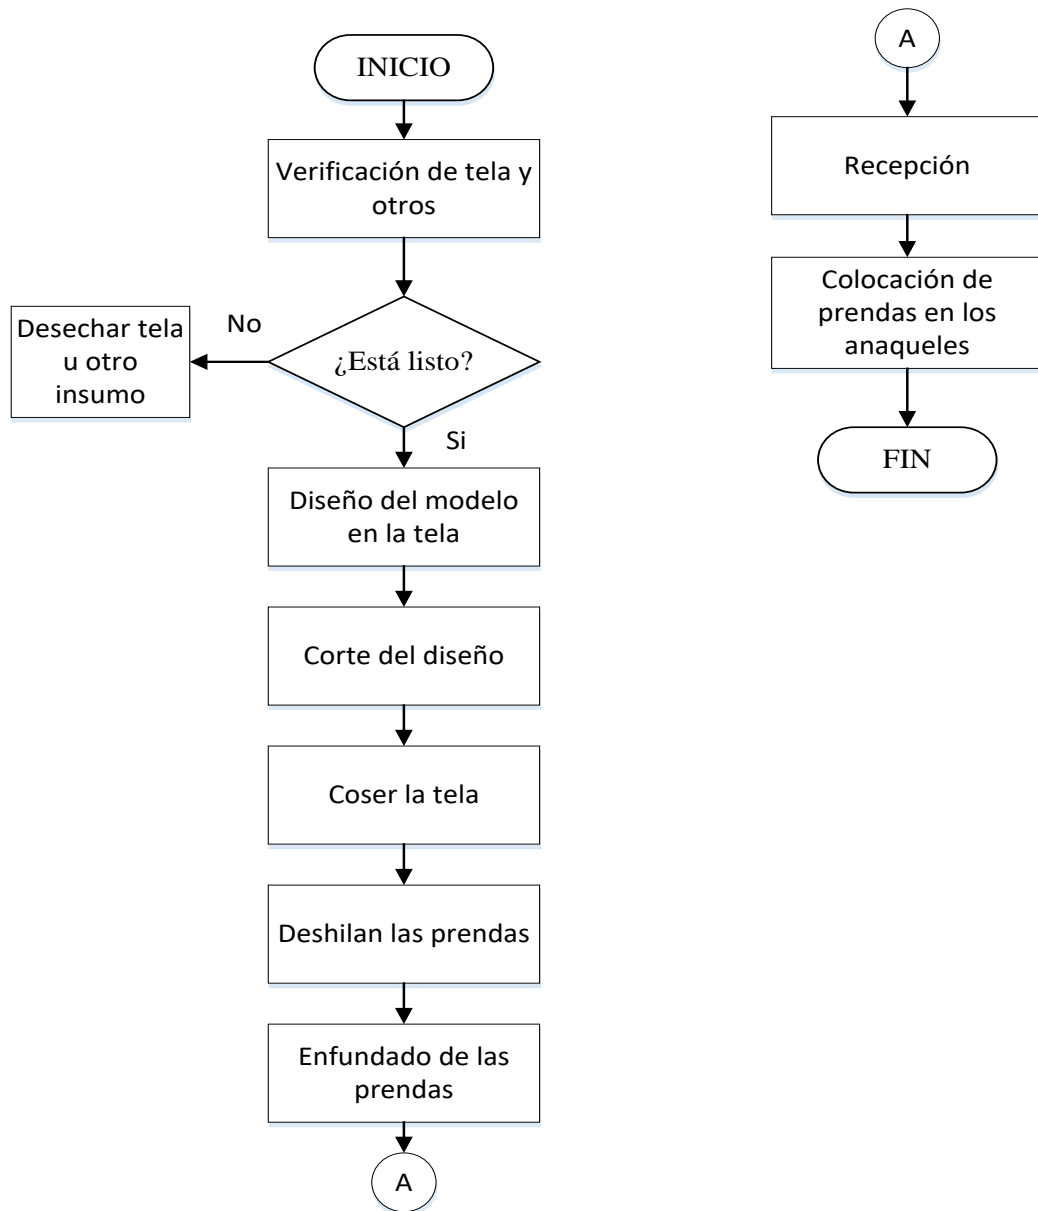 INICIO
Verificación de tela y
otros
¿Está listo?
No
Desechar tela
u otro
insumo
Si
Diseño del modelo
en la tela
Corte del diseño
Coser la tela
Deshilan las prendas
Enfundado de las
prendas
A
A
Recepción
Colocación de
prendas en los
anaqueles
FIN